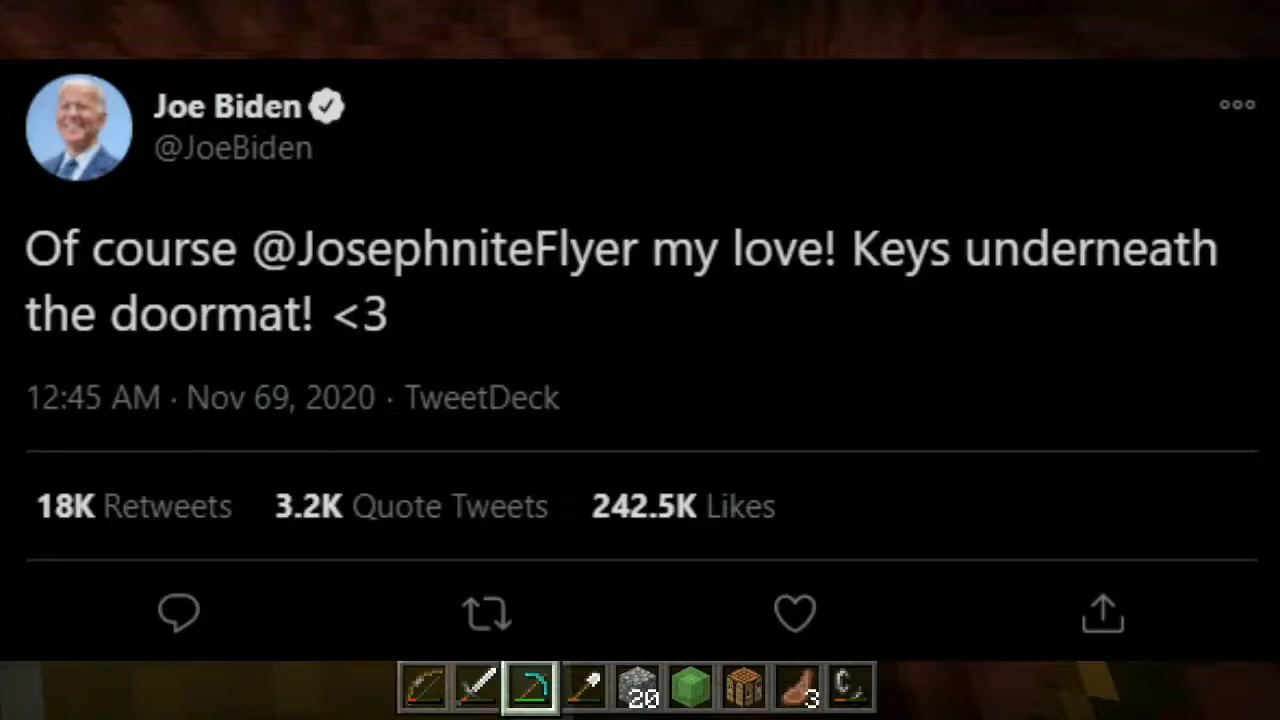 Joe Biden
@JoeBiden
Of course @JosephniteFlyer my love! Keys underneath
the doormat! <3
12:45 AM · Nov 69, 2020 · TweetDeck
18K Retweets 3.2K Quote Tweets 242.5K Likes
20 3